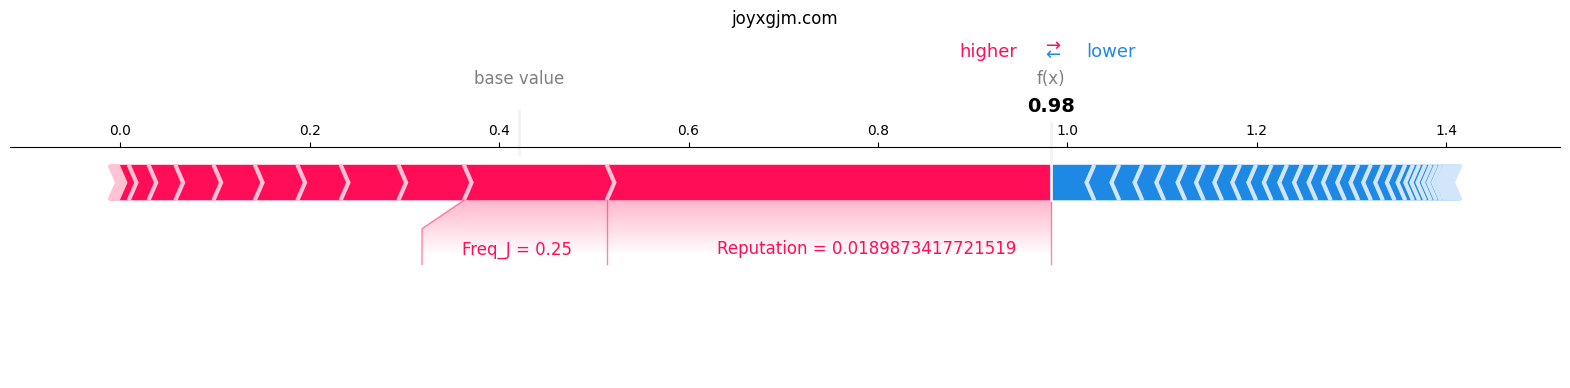 joyxgjm.com
higher ⇄ lower
base value f(x)
0.98
0.0 0.2 0.4 0.6 0.8 1.0 1.2 1.4
Freq_J = 0.25 Reputation = 0.0189873417721519